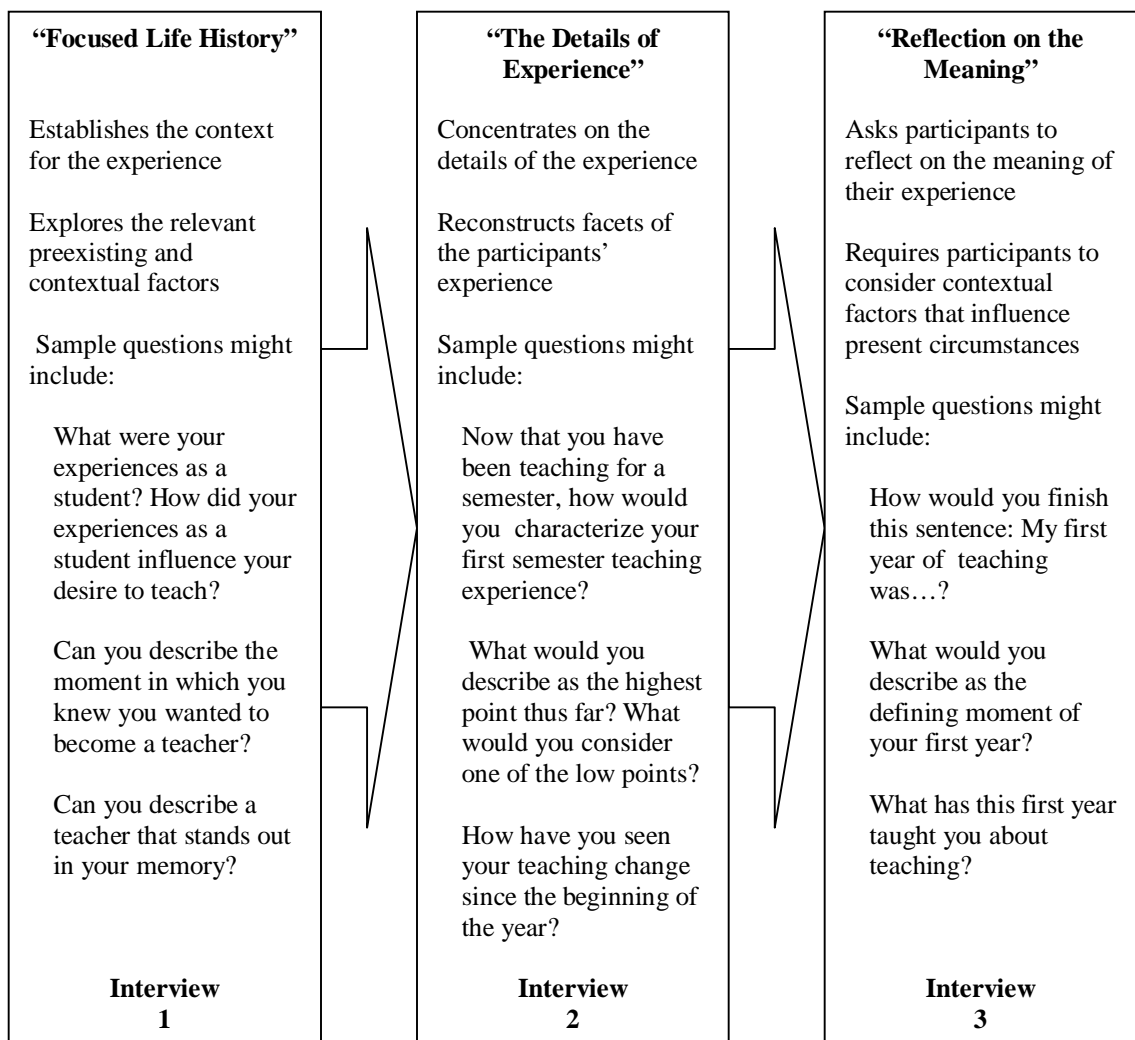 “Focused Life History”
Establishes the context
for the experience
Explores the relevant
preexisting and
contextual factors
Sample questions might
include:
What were your
experiences as a
student? How did your
experiences as a
student influence your
desire to teach?
Can you describe the
moment in which you
knew you wanted to
become a teacher?
Can you describe a
teacher that stands out
in your memory?
Interview
1
“The Details of
Experience”
Concentrates on the
details of the experience
Reconstructs facets of
the participants’
experience
Sample questions might
include:
Now that you have
been teaching for a
semester, how would
you characterize your
first semester teaching
experience?
What would you
describe as the highest
point thus far? What
would you consider
one of the low points?
How have you seen
your teaching change
since the beginning of
the year?
Interview
2
“Reflection on the
Meaning”
Asks participants to
reflect on the meaning of
their experience
Requires participants to
consider contextual
factors that influence
present circumstances
Sample questions might
include:
How would you finish
this sentence: My first
year of teaching
was…?
What would you
describe as the
defining moment of
your first year?
What has this first year
taught you about
teaching?
Interview
3